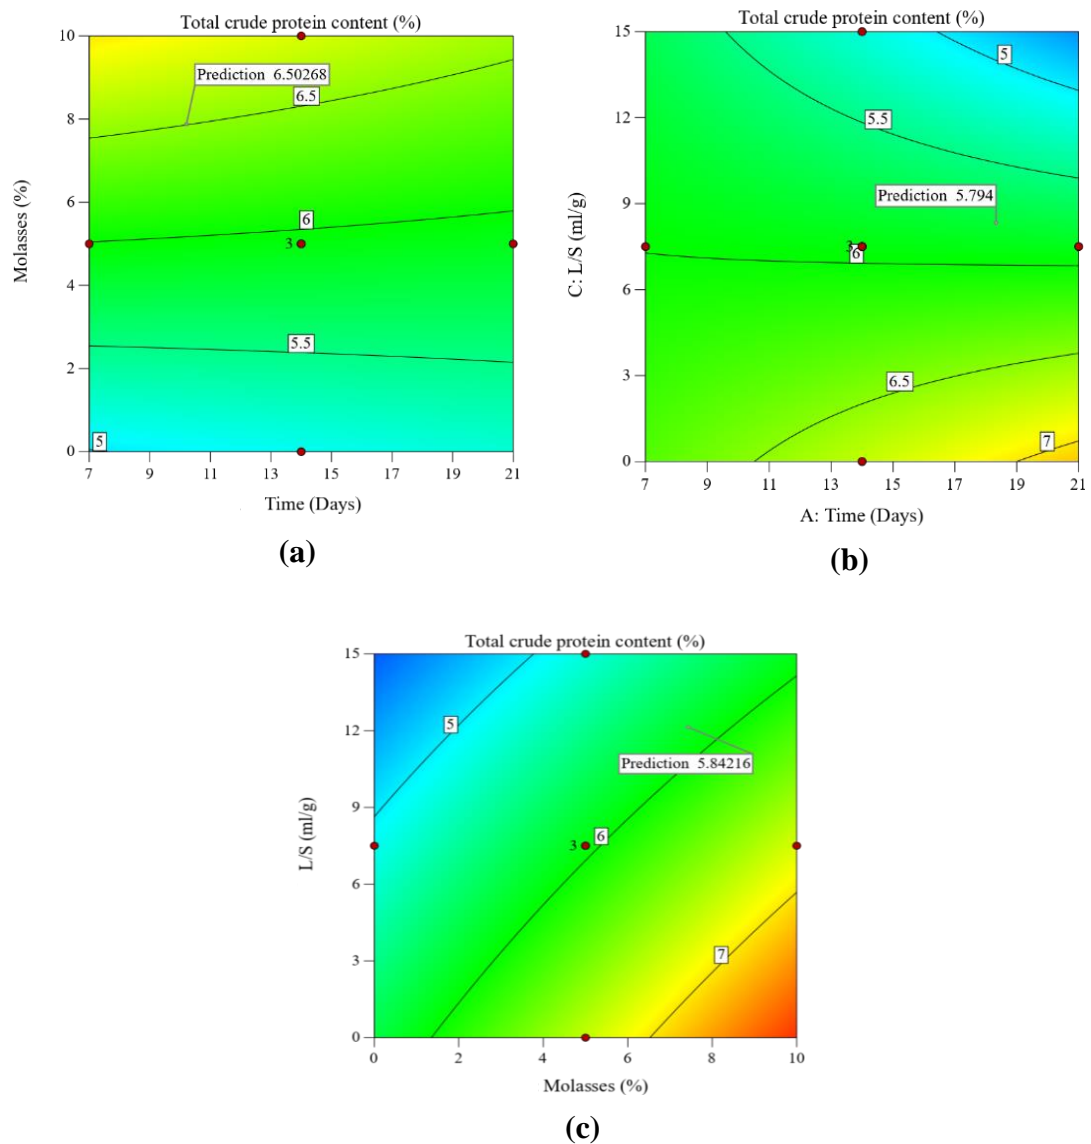 Total crude protein content (%)
10
8
6
4
2
0
Molasses (%)
Prediction 6.50268
6.5
6
3
5.5
5
7 9 11 13 15 17 19 21
Time (Days)
(a)
Total crude protein content (%)
15
12
9
6
3
0
C: L/S (ml/g)
5
5.5
Prediction 5.794
3
6
6.5
7
7 9 11 13 15 17 19 21
A: Time (Days)
(b)
Total crude protein content (%)
15
12
9
6
3
0
L/S (ml/g)
5
Prediction 5.84216
3
6
7
0 2 4 6 8 10
Molasses (%)
(c)